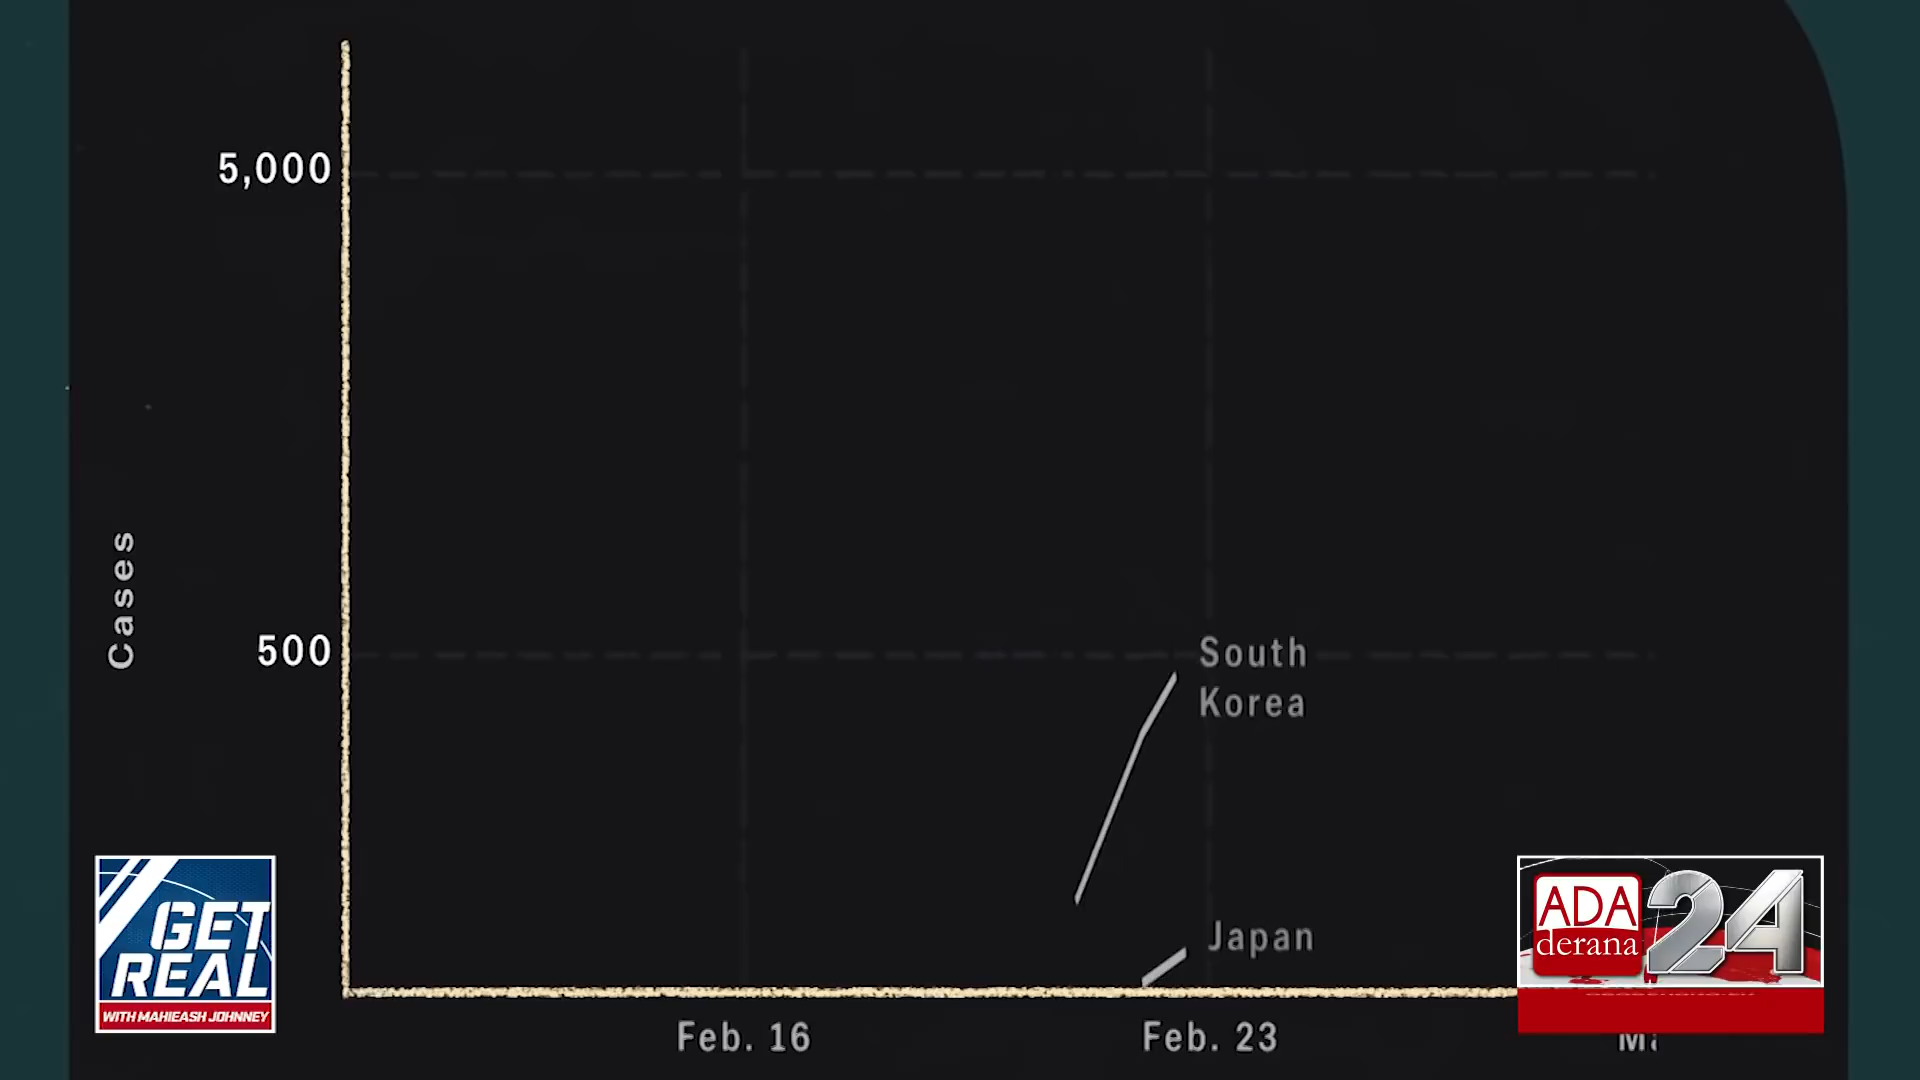 5,000
Cases
500
South
Korea
Japan
Feb. 16
Feb. 23
GET
REAL
WITH MAHIEASH JOHNNEY
ADA
derana
24